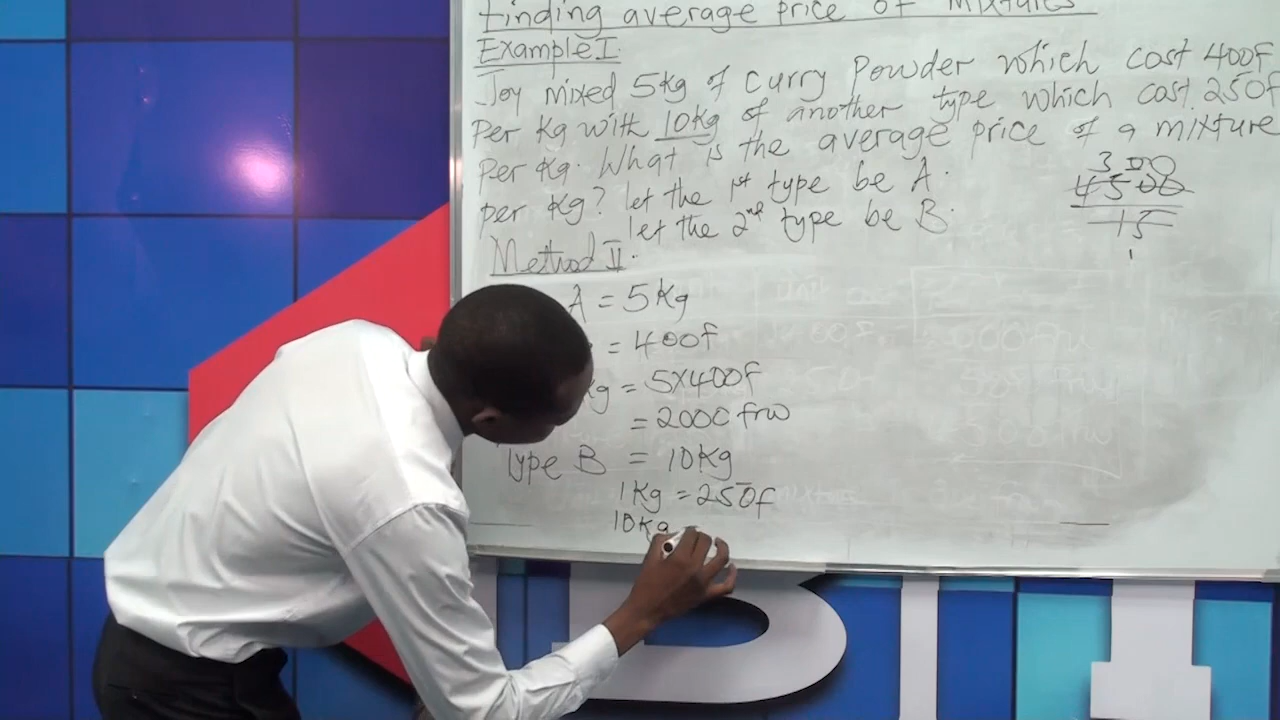 Finding average price of mixtures
Example I.
Joy mixed 5kg of curry powder which cost 400F
per kg with 10kg of another type which cost 250F
per kg. What is the average price of a mixture
per kg? let the 1st type be A.
let the 2nd type be B.
3,00
4500
15
1
Method II.
A = 5kg
= 400f
kg = 5x400f
= 2000 frw
Type B = 10kg
1kg = 250f
10kg